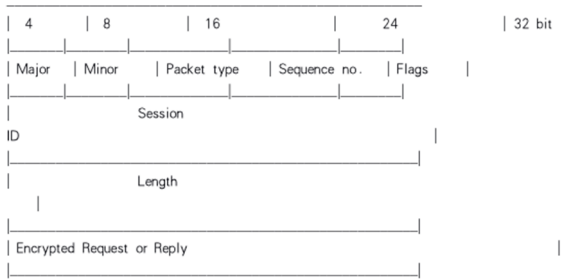 4 8 16 24 32 bit
Major Minor Packet type Sequence no. Flags
Session
ID
Length
Encrypted Request or Reply